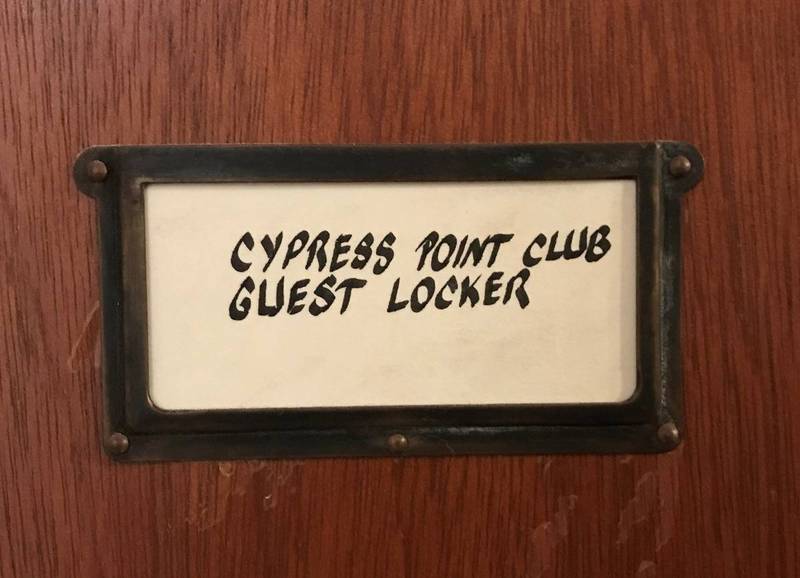 CYPRESS POINT CLUB
GUEST LOCKER